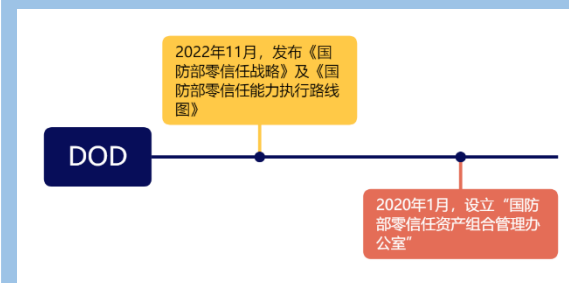 2022年11月，发布《国
防部零信任战略》及《国
防部零信任能力执行路线
图》
DOD
2020年1月，设立“国防
部零信任资产组合管理办
公室”